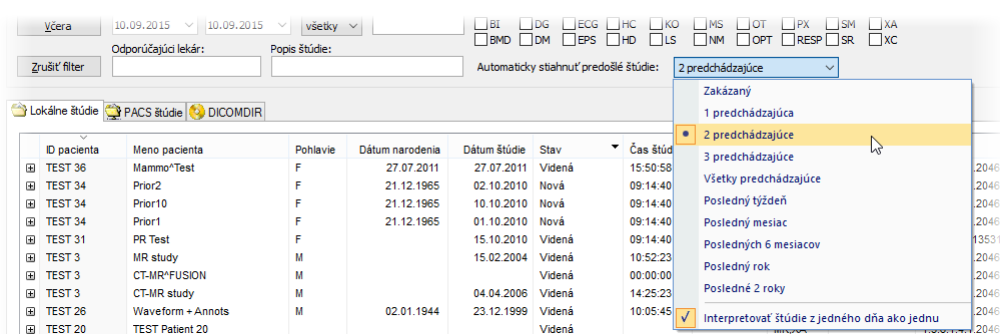 Včera 10.09.2015 - 10.09.2015 všetky BI DG ECG HC KO MS OT PX SM XA
BMD DM EPS HD LS NM OPT RESP SR XC
Odporúčajúci lekár: Popis štúdie:
Zrušiť filter Automaticky stiahnuť predošlé štúdie: 2 predchádzajúce
Zakázaný
1 predchádzajúca
2 predchádzajúce
3 predchádzajúce
Všetky predchádzajúce
Posledný týždeň
Posledný mesiac
Posledných 6 mesiacov
Posledný rok
Posledné 2 roky
Interpretovať štúdie z jedného dňa ako jednu
Lokálne štúdie PACS štúdie DICOMDIR
ID pacienta Meno pacienta Pohlavie Dátum narodenia Dátum štúdie Stav Čas štúd
TEST 36 Mammo^Test F 27.07.2011 27.07.2011 Videná 15:50:58 .2046
TEST 34 Prior2 F 21.12.1965 02.10.2010 Nová 09:14:40 .2046
TEST 34 Prior10 F 21.12.1965 10.10.2010 Nová 09:14:40 .2046
TEST 34 Prior1 F 21.12.1965 01.10.2010 Nová 09:14:40 .2046
TEST 31 PR Test F 15.10.2010 Videná 09:14:40 13531
TEST 3 MR study M 15.02.2004 Videná 10:52:23 .2046
TEST 3 CT-MR^FUSION M Videná 00:00:00 .2046
TEST 3 CT-MR study M 04.04.2006 Videná 14:25:23 .2046
TEST 26 Waveform + Annots M 02.01.1944 23.12.1999 Videná 10:05:45 .2046
TEST 20 TEST Patient 20 Videná